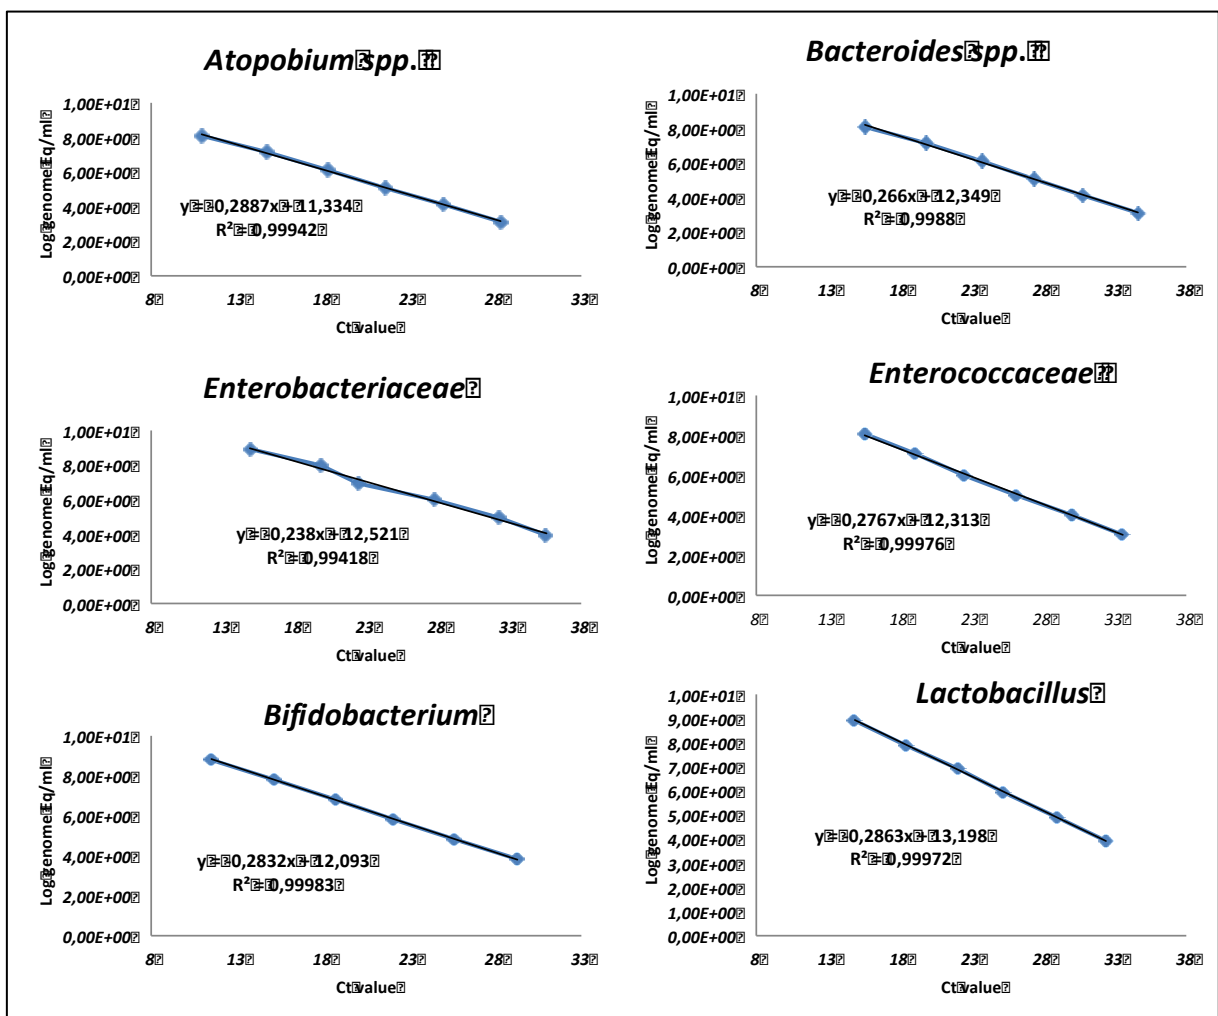 Atopobium spp.
1,00E+01
8,00E+00
6,00E+00
4,00E+00
2,00E+00
0,00E+00
Log genome Eq/ml
y = -0,2887x + 11,334
R² = 0,99942
8 13 18 23 28 33
Ct value
Bacteroides spp.
1,00E+01
8,00E+00
6,00E+00
4,00E+00
2,00E+00
0,00E+00
Log genome Eq/ml
y = -0,266x + 12,349
R² = 0,9988
8 13 18 23 28 33 38
Ct value
Enterobacteriaceae
1,00E+01
8,00E+00
6,00E+00
4,00E+00
2,00E+00
0,00E+00
Log genome Eq/ml
y = -0,238x + 12,521
R² = 0,99418
8 13 18 23 28 33 38
Ct value
Enterococcaceae
1,00E+01
8,00E+00
6,00E+00
4,00E+00
2,00E+00
0,00E+00
Log genome Eq/ml
y = -0,2767x + 12,313
R² = 0,99976
8 13 18 23 28 33 38
Ct value
Bifidobacterium
1,00E+01
8,00E+00
6,00E+00
4,00E+00
2,00E+00
0,00E+00
Log genome Eq/ml
y = -0,2832x + 12,093
R² = 0,99983
8 13 18 23 28 33
Ct value
Lactobacillus
1,00E+01
9,00E+00
8,00E+00
7,00E+00
6,00E+00
5,00E+00
4,00E+00
3,00E+00
2,00E+00
1,00E+00
0,00E+00
Log genome Eq/ml
y = -0,2863x + 13,198
R² = 0,99972
8 13 18 23 28 33 38
Ct value